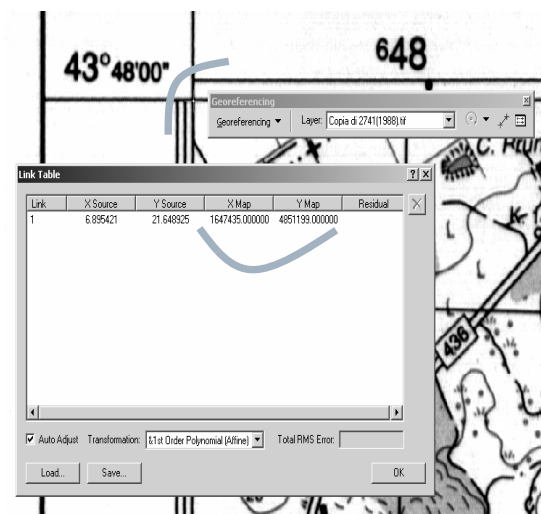 43°48'00" 648
Georeferencing
Georeferencing Layer: Copia di 2741(1988).tif
Link Table
Link X Source Y Source X Map Y Map Residual
1 6.895421 21.648925 1647435.000000 4851199.000000
436
Auto Adjust Transformation: &1st Order Polynomial (Affine) Total RMS Error:
Load... Save... OK